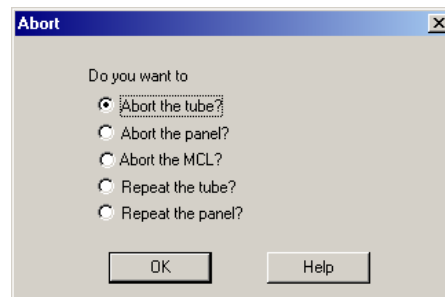 Abort
Do you want to
Abort the tube?
Abort the panel?
Abort the MCL?
Repeat the tube?
Repeat the panel?
OK Help